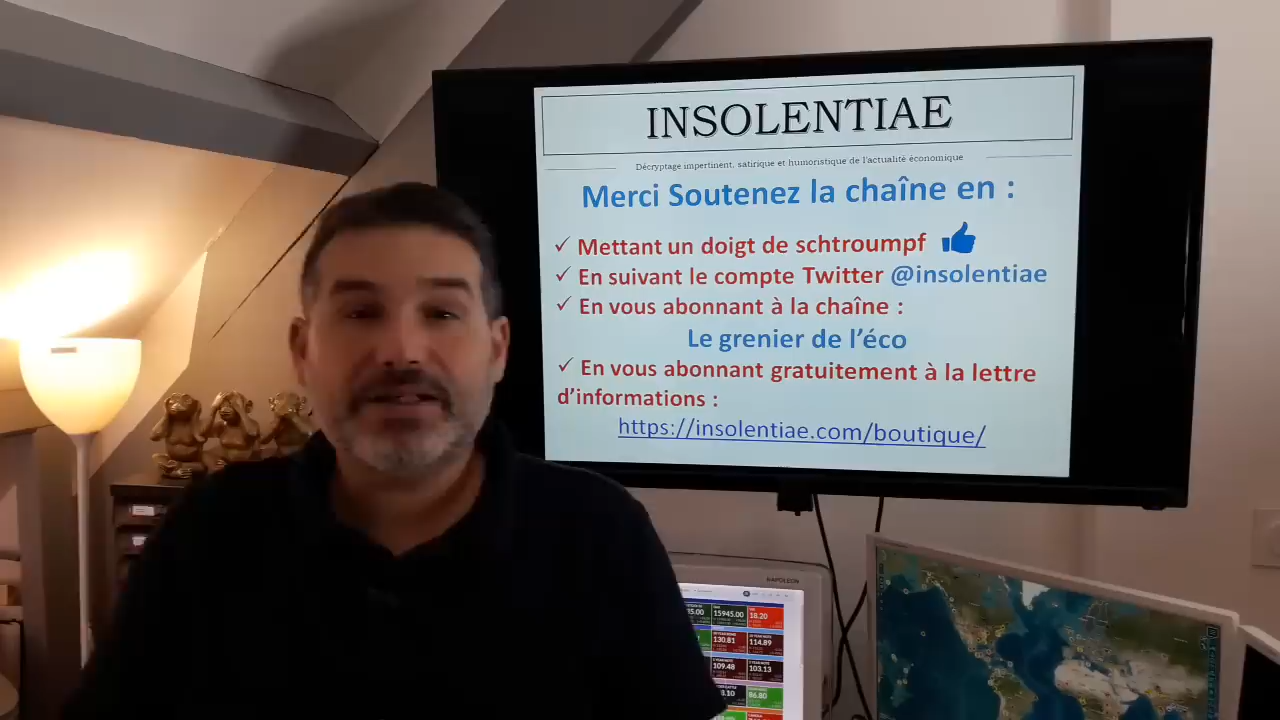 INSOLENTIAE
Décryptage impertinent, satirique et humoristique de l'actualité économique
Merci Soutenez la chaîne en :
✓ Mettant un doigt de schtroumpf
✓ En suivant le compte Twitter @insolentiae
✓ En vous abonnant à la chaîne :
Le grenier de l'éco
✓ En vous abonnant gratuitement à la lettre
d'informations :
https://insolentiae.com/boutique/
NAPOLEON
15945.00 18.20
130.81 114.89
109.48 103.13
86.80